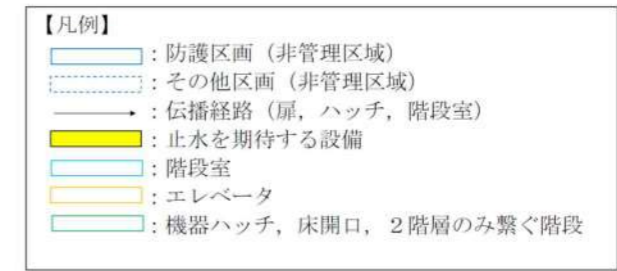 【凡例】
：防護区画（非管理区域）
：その他区画（非管理区域）
：伝播経路（扉，ハッチ，階段室）
：止水を期待する設備
：階段室
：エレベータ
：機器ハッチ，床開口，２階層のみ繋ぐ階段